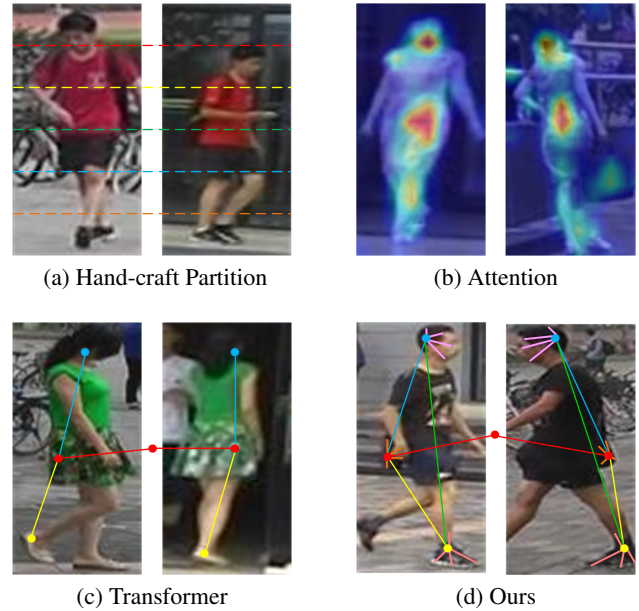 (a) Hand-craft Partition
(b) Attention
(c) Transformer
(d) Ours